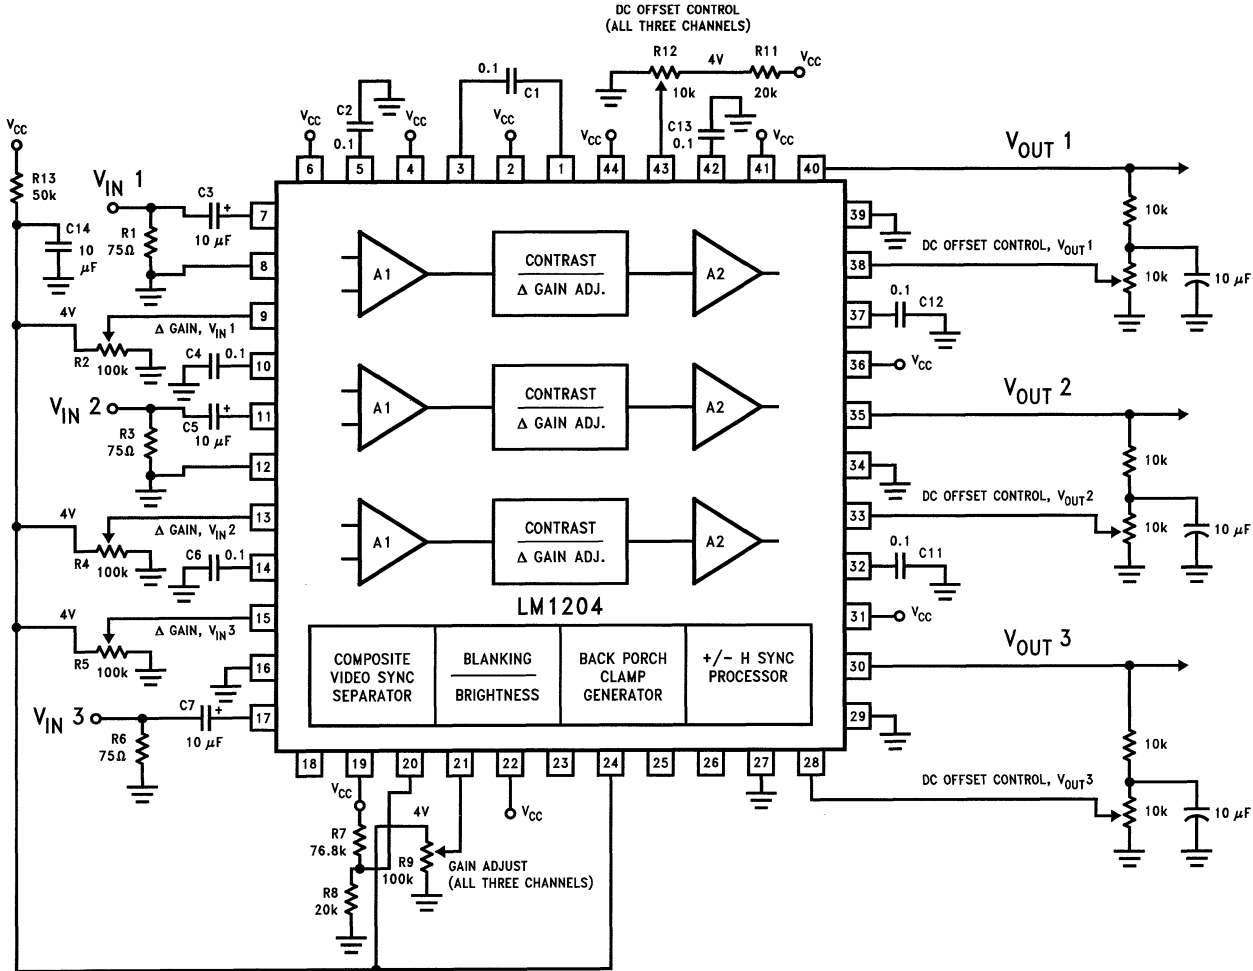 DC OFFSET CONTROL
(ALL THREE CHANNELS)
R12
4V
R11
VCC
10k
20k
0.1
C1
C2
0.1
VCC
VCC
VCC
VCC
C13
0.1
VCC
6
5
4
3
2
1
44
43
42
41
40
VCC
R13
50k
C14
10
µF
VIN 1
C3
+
10 µF
R1
75Ω
7
8
4V
Δ GAIN, VIN1
9
R2
100k
C4
0.1
10
VIN 2
C5
+
10 µF
R3
75Ω
11
12
4V
Δ GAIN, VIN2
13
R4
100k
C6
0.1
14
4V
Δ GAIN, VIN3
15
R5
100k
16
VIN 3
C7
+
10 µF
R6
75Ω
17
A1
CONTRAST
Δ GAIN ADJ.
A2
A1
CONTRAST
Δ GAIN ADJ.
A2
A1
CONTRAST
Δ GAIN ADJ.
A2
LM1204
COMPOSITE
VIDEO SYNC
SEPARATOR
BLANKING
BRIGHTNESS
BACK PORCH
CLAMP
GENERATOR
+/- H SYNC
PROCESSOR
VOUT 1
39
10k
38
DC OFFSET CONTROL, VOUT1
10k
10 µF
37
0.1
C12
36
VCC
VOUT 2
35
10k
34
33
DC OFFSET CONTROL, VOUT2
10k
10 µF
32
0.1
C11
31
VCC
VOUT 3
30
29
10k
DC OFFSET CONTROL, VOUT3
10k
10 µF
18
19
20
21
22
23
24
25
26
27
28
VCC
VCC
R7
76.8k
4V
R9
100k
GAIN ADJUST
(ALL THREE CHANNELS)
R8
20k